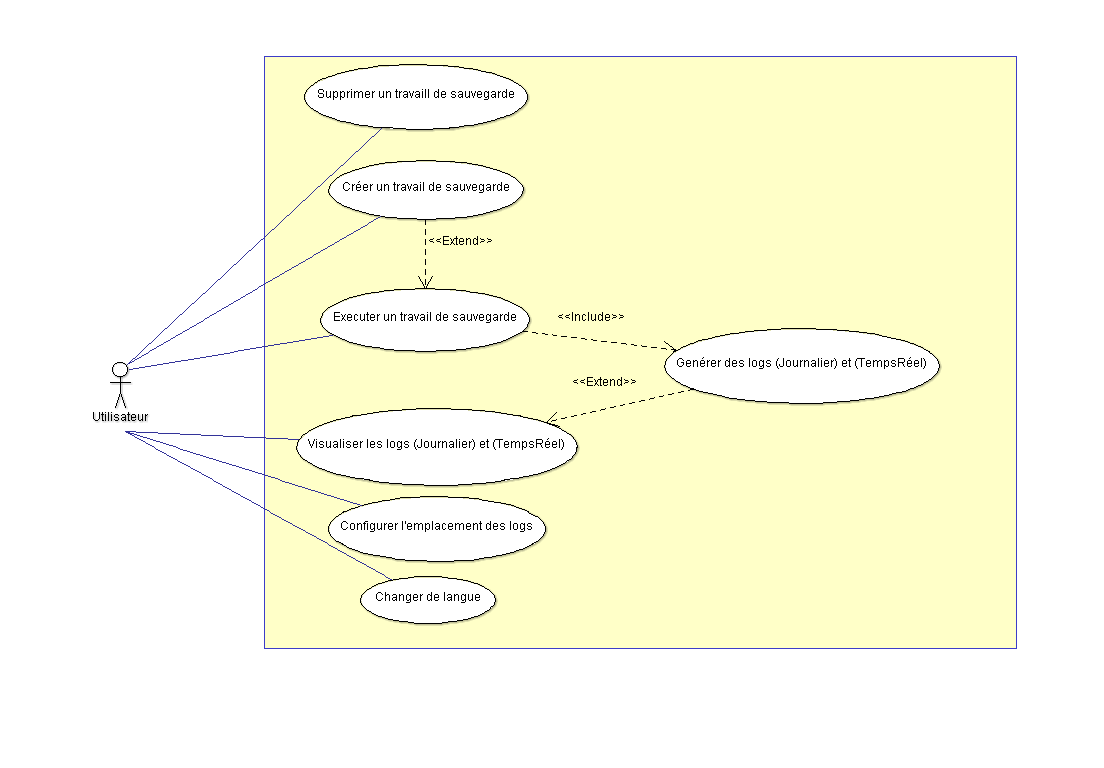 Supprimer un travaill de sauvegarde
Créer un travail de sauvegarde
<<Extend>>
Executer un travail de sauvegarde
<<Include>>
Genérer des logs (Journalier) et (TempsRéel)
<<Extend>>
Utilisateur
Visualiser les logs (Journalier) et (TempsRéel)
Configurer l'emplacement des logs
Changer de langue